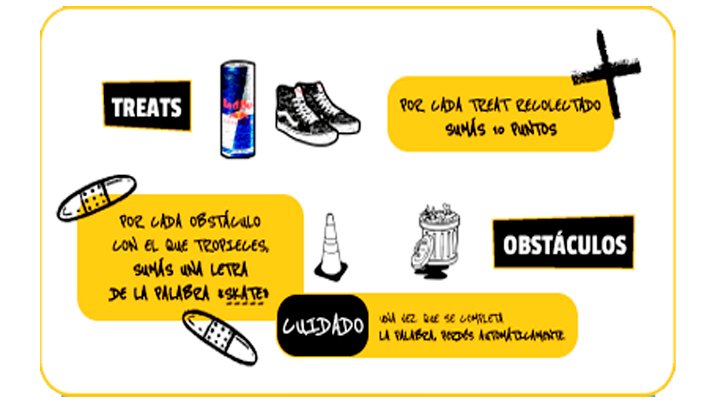 TREATS
Red Bull
POR CADA TREAT RECOLECTADO
SUMÁS 10 PUNTOS
POR CADA OBSTÁCULO
CON EL QUE TROPIECES,
SUMÁS UNA LETRA
DE LA PALABRA «SKATE»
OBSTÁCULOS
CUIDADO
UNA VEZ QUE SE COMPLETA
LA PALABRA, PERDÉS AUTOMÁTICAMENTE